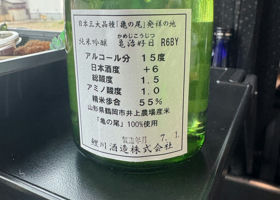 日本三大品種「亀の尾」発祥の地
かめじこうじつ
純米吟醸 亀治好日 R6BY
アルコール分 15度
日本酒度 +6
総酸度 1.5
アミノ酸度 1.0
精米歩合 55%
山形県鶴岡市井上農場産米
「亀の尾」100%使用
製造年月 7.1.
鯉川酒造株式会社